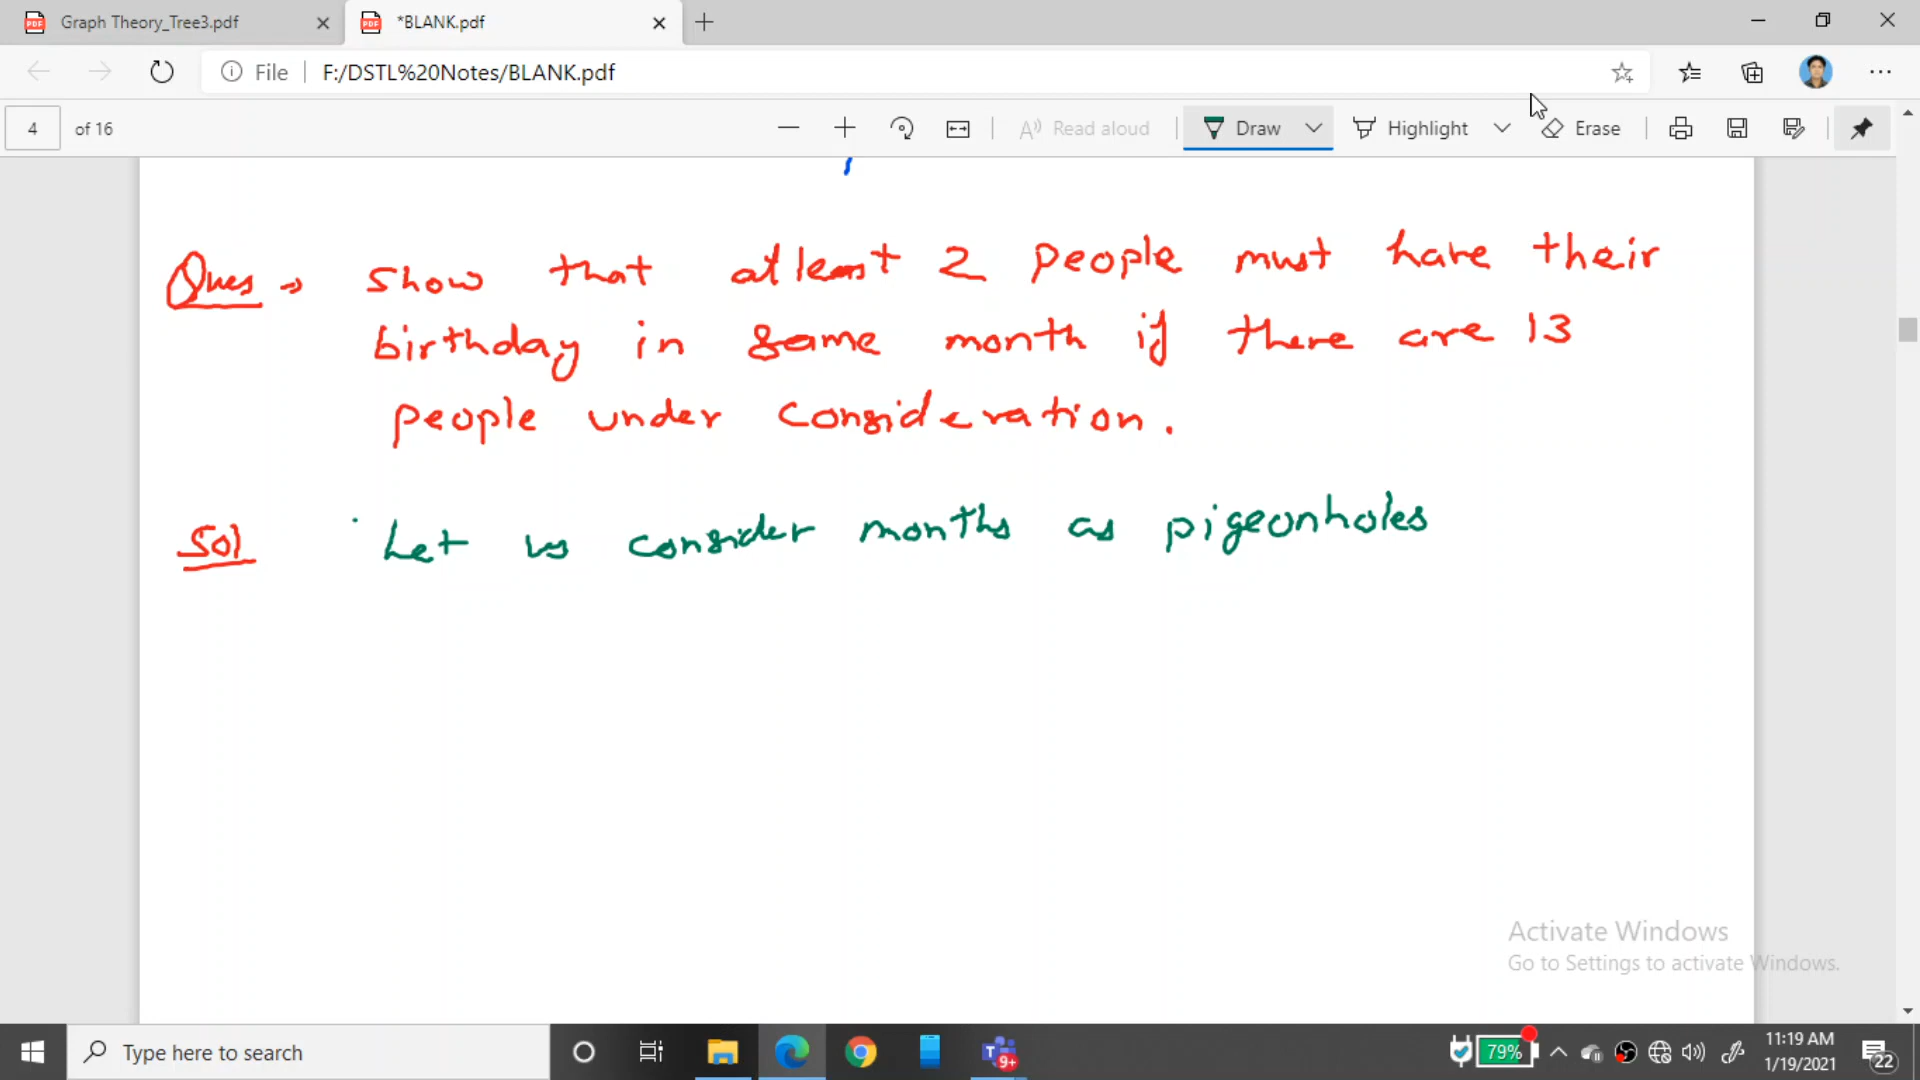 Graph Theory_Tree3.pdf
*BLANK.pdf
File
F:/DSTL%20Notes/BLANK.pdf
4 of 16
Read aloud
Draw
Highlight
Erase
Ques → Show that atleast 2 people must have their
birthday in same month if there are 13
people under consideration.
Sol Let us consider months as pigeonholes
Activate Windows
Go to Settings to activate Windows.
Type here to search
9+
79%
11:19 AM
1/19/2021
22